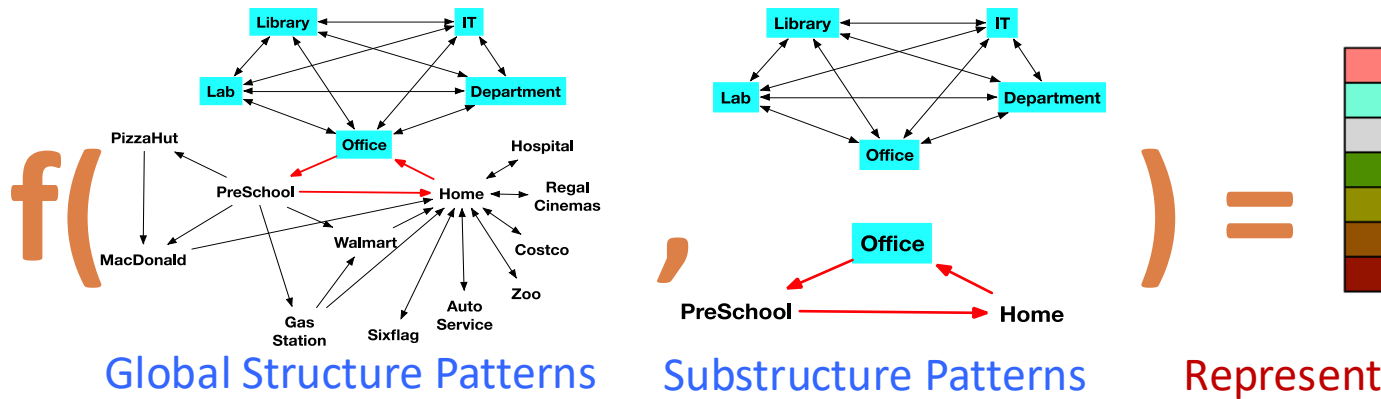 Library
IT
Lab
Department
Office
PizzaHut
Hospital
PreSchool
Home
Regal
Cinemas
Walmart
MacDonald
Costco
Zoo
Gas
Station
Sixflag
Auto
Service
f(
Library
IT
Lab
Department
Office
,
Office
PreSchool
Home
) =
Global Structure Patterns
Substructure Patterns
Represent